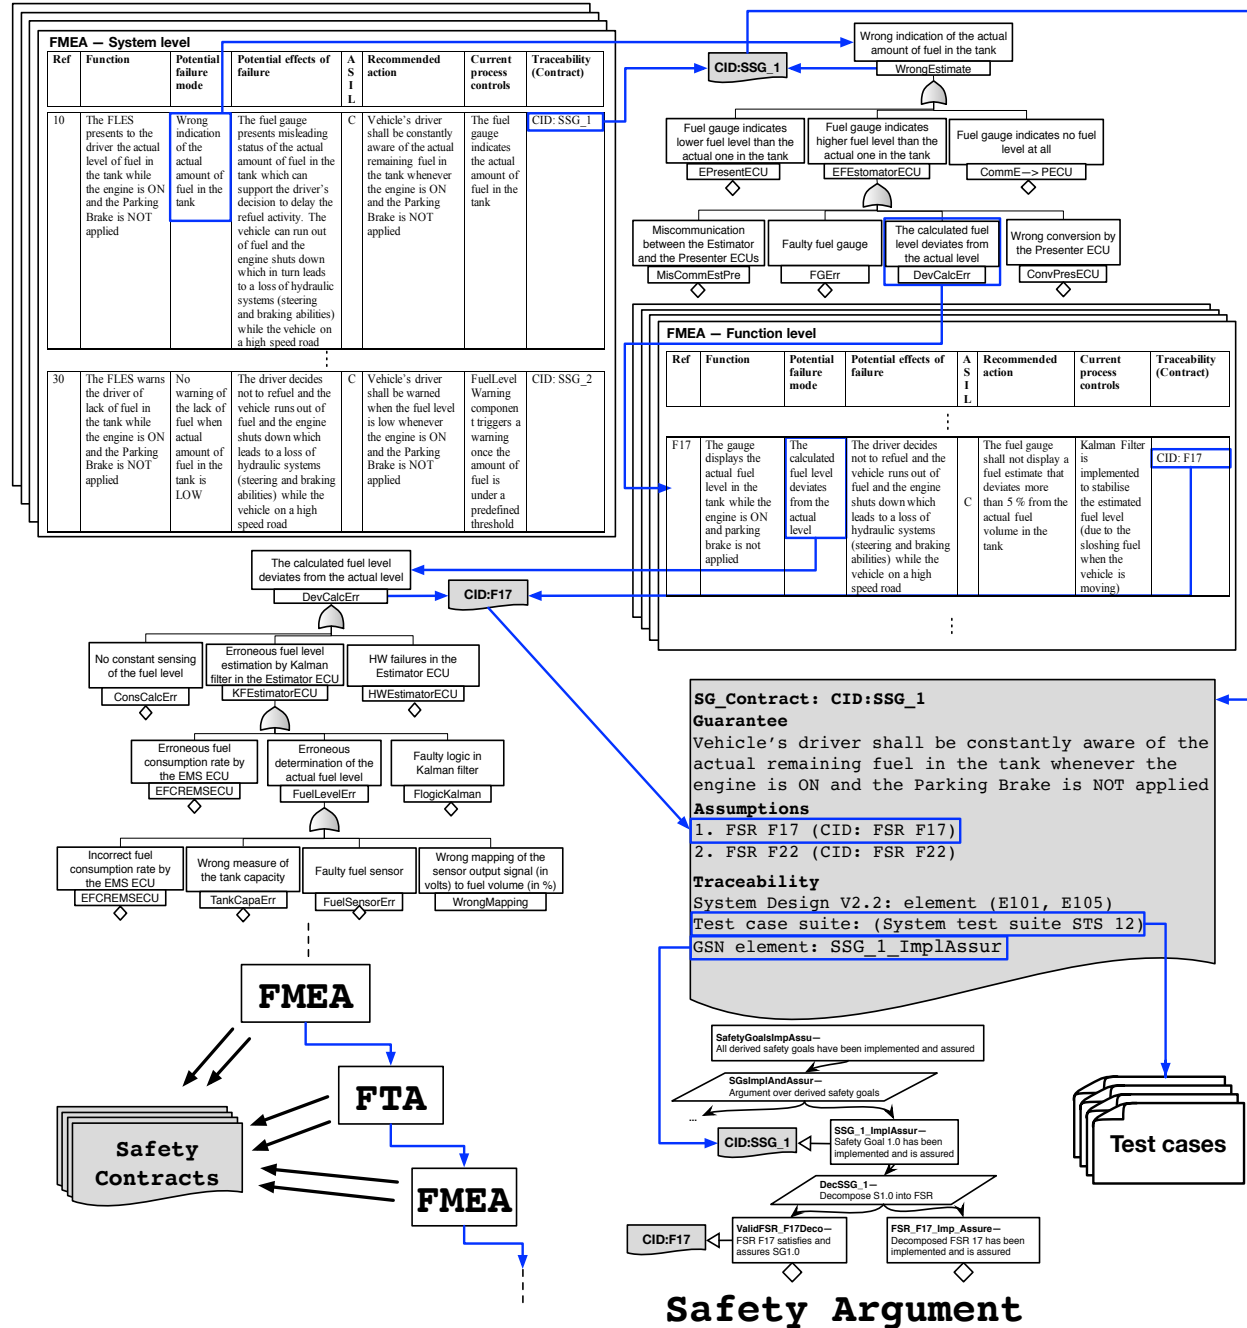 FMEA — System level
Ref Function Potential failure mode Potential effects of failure A S I L Recommended action Current process controls Traceability (Contract)
10
The FLES
presents to the
driver the actual
level of fuel in
the tank while
the engine is ON
and the Parking
Brake is NOT
applied
Wrong
indication
of the
actual
amount of
fuel in the
tank
The fuel gauge
presents misleading
status of the actual
amount of fuel in the
tank which can
support the driver's
decision to delay the
refuel activity. The
vehicle can run out
of fuel and the
engine shuts down
which in turn leads
to a loss of hydraulic
systems (steering
and braking abilities)
while the vehicle on
a high speed road
C
Vehicle's driver
shall be constantly
aware of the actual
remaining fuel in
the tank whenever
the engine is ON
and the Parking
Brake is NOT
applied
The fuel
gauge
indicates
the actual
amount of
fuel in the
tank
CID: SSG_1
30
The FLES warns
the driver of
lack of fuel in
the tank while
the engine is ON
and the Parking
Brake is NOT
applied
No
warning of
the lack of
fuel when
actual
amount of
fuel in the
tank is
LOW
The driver decides
not to refuel and the
vehicle runs out of
fuel and the engine
shuts down which
leads to a loss of
hydraulic systems
(steering and braking
abilities) while the
vehicle on a high
speed road
C
Vehicle's driver
shall be warned
when the fuel level
is low whenever
the engine is ON
and the Parking
Brake is NOT
applied
FuelLevel
Warning
componen
t triggers a
warning
once the
amount of
fuel is
under a
predefined
threshold
CID: SSG_2
CID:SSG_1
Wrong indication of the actual
amount of fuel in the tank
WrongEstimate
Fuel gauge indicates
lower fuel level than the
actual one in the tank
EPresentECU
Fuel gauge indicates
higher fuel level than the
actual one in the tank
EFEstomatorECU
Fuel gauge indicates no fuel
level at all
CommE—> PECU
Miscommunication
between the Estimator
and the Presenter ECUs
MisCommEstPre
Faulty fuel gauge
FGErr
The calculated fuel
level deviates from
the actual level
DevCalcErr
Wrong conversion by
the Presenter ECU
ConvPresECU
FMEA — Function level
Ref Function Potential failure mode Potential effects of failure A S I L Recommended action Current process controls Traceability (Contract)
F17
The gauge
displays the
actual fuel
level in the
tank while the
engine is ON
and parking
brake is not
applied
The
calculated
fuel level
deviates
from the
actual
level
The driver decides
not to refuel and the
vehicle runs out of
fuel and the engine
shuts down which
leads to a loss of
hydraulic systems
(steering and braking
abilities) while the
vehicle on a high
speed road
C
The fuel gauge
shall not display a
fuel estimate that
deviates more
than 5 % from the
actual fuel
volume in the
tank
Kalman Filter
is
implemented
to stabilise
the estimated
fuel level
(due to the
sloshing fuel
when the
vehicle is
moving)
CID: F17
The calculated fuel level
deviates from the actual level
DevCalcErr
CID:F17
No constant sensing
of the fuel level
ConsCalcErr
Erroneous fuel level
estimation by Kalman
filter in the Estimator ECU
KFEstimatorECU
HW failures in the
Estimator ECU
HWEstimatorECU
Erroneous fuel
consumption rate by
the EMS ECU
EFCREMSECU
Erroneous
determination of the
actual fuel level
FuelLevelErr
Faulty logic in
Kalman filter
FlogicKalman
Incorrect fuel
consumption rate by
the EMS ECU
EFCREMSECU
Wrong measure of
the tank capacity
TankCapaErr
Faulty fuel sensor
FuelSensorErr
Wrong mapping of the
sensor output signal (in
volts) to fuel volume (in %)
WrongMapping
FMEA
FTA
FMEA
Safety
Contracts
SG_Contract: CID:SSG_1
Guarantee
Vehicle's driver shall be constantly aware of the
actual remaining fuel in the tank whenever the
engine is ON and the Parking Brake is NOT applied
Assumptions
1. FSR F17 (CID: FSR F17)
2. FSR F22 (CID: FSR F22)
Traceability
System Design V2.2: element (E101, E105)
Test case suite: (System test suite STS 12)
GSN element: SSG_1_ImplAssur
SafetyGoalsImpAssu—
All derived safety goals have been implemented and assured
SGsImplAndAssur—
Argument over derived safety goals
...
CID:SSG_1
SSG_1_ImplAssur—
Safety Goal 1.0 has been
implemented and is assured
DecSSG_1—
Decompose S1.0 into FSR
CID:F17
ValidFSR_F17Deco—
FSR F17 satisfies and
assures SG1.0
FSR_F17_Imp_Assure—
Decomposed FSR 17 has been
implemented and is assured
Test cases
Safety Argument